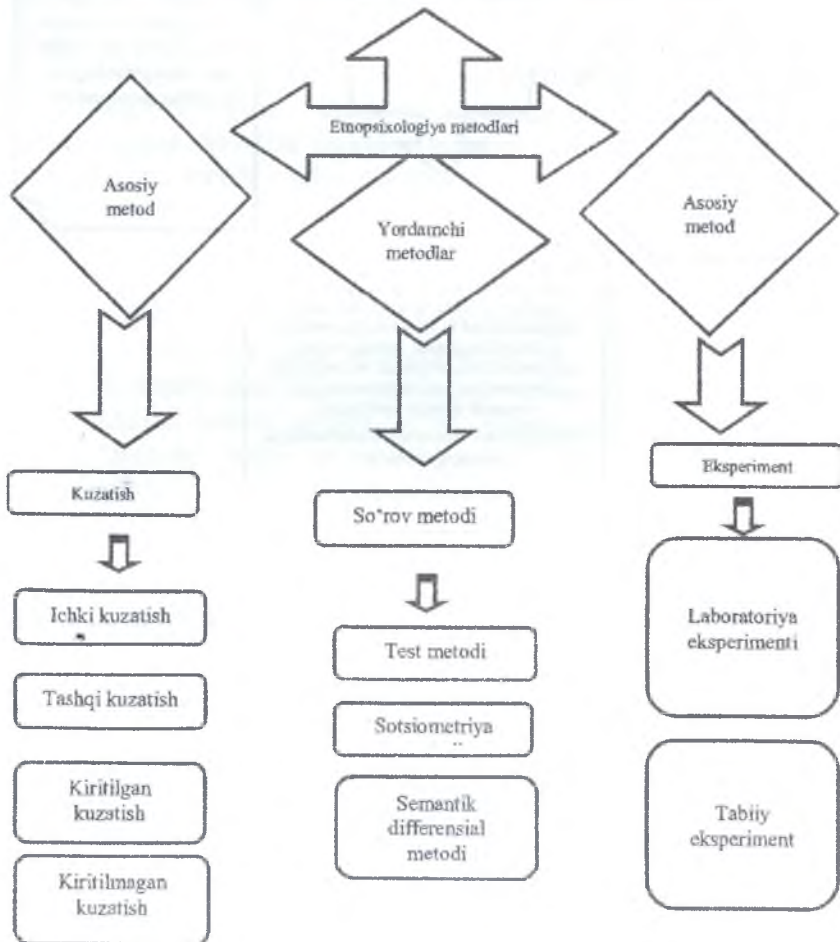 Etnopsixologiya metodlari
Asosiy
metod
Yordamchi
metodlar
Asosiy
metod
Kuzatish
Ichki kuzatish
Tashqi kuzatish
Kiritilgan
kuzatish
Kiritilmagan
kuzatish
So‘rov metodi
Test metodi
Sotsiometriya
Semantik
differensial
metodi
Eksperiment
Laboratoriya
eksperimenti
Tabiiy
eksperiment